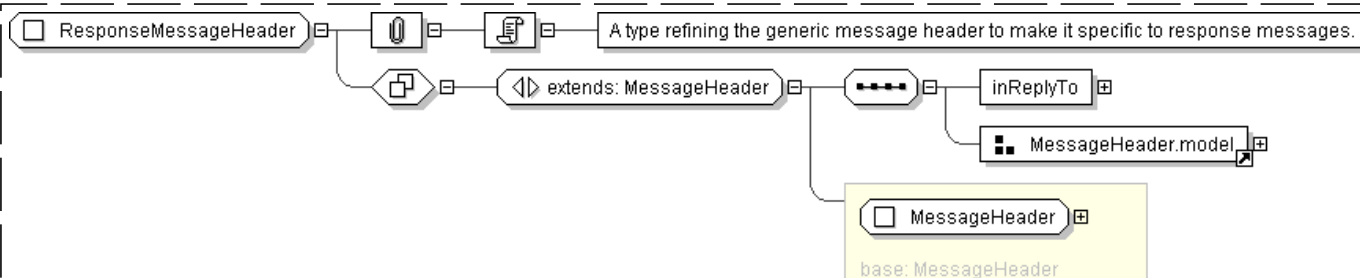 ResponseMessageHeader
A type refining the generic message header to make it specific to response messages.
extends: MessageHeader
inReplyTo
MessageHeader.model
MessageHeader
base: MessageHeader